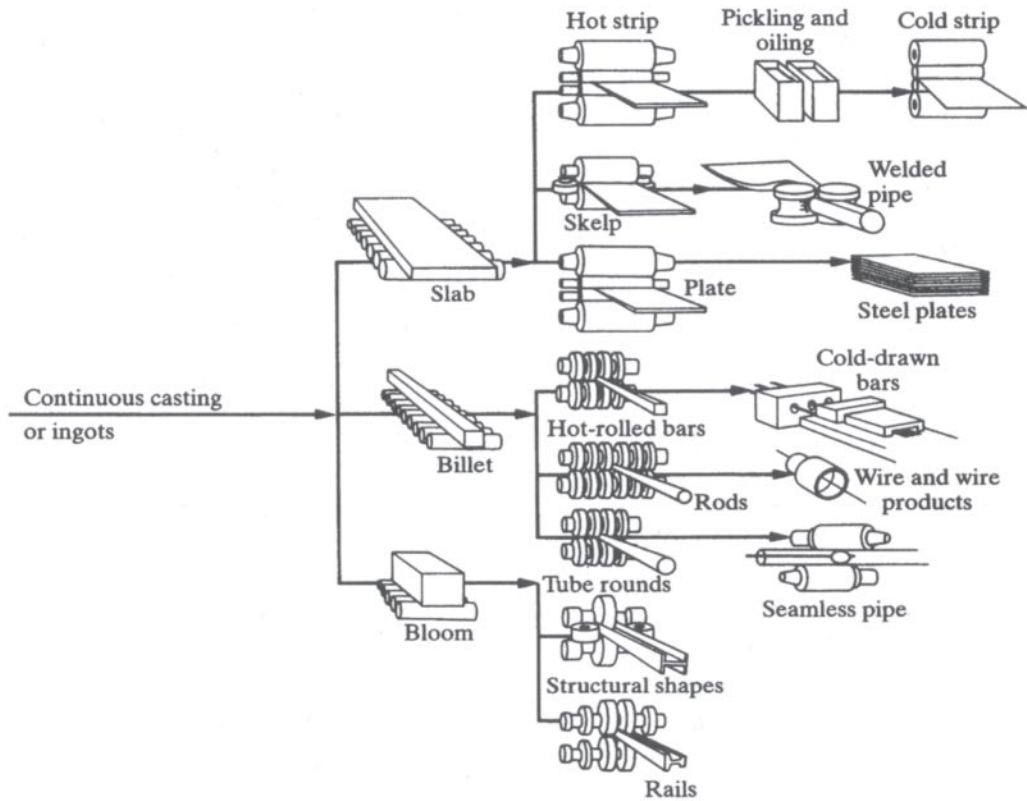 Hot strip
Pickling and
oiling
Cold strip
Skelp
Welded
pipe
Slab
Plate
Steel plates
Continuous casting
or ingots
Billet
Hot-rolled bars
Cold-drawn
bars
Rods
Wire and wire
products
Tube rounds
Seamless pipe
Bloom
Structural shapes
Rails